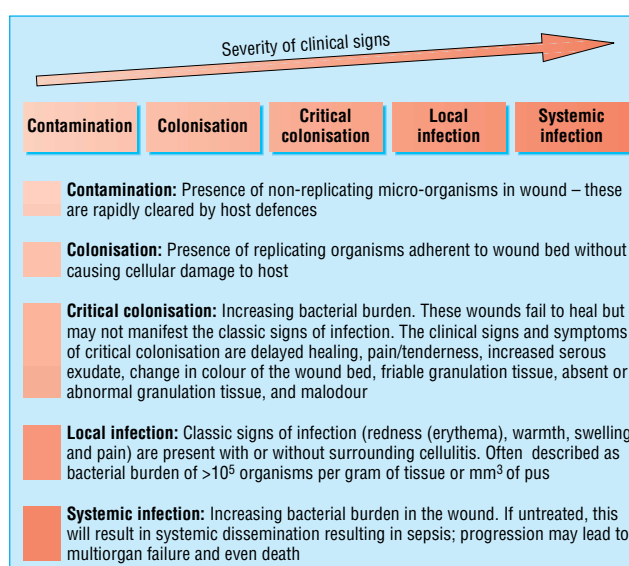 Severity of clinical signs
Contamination
Colonisation
Critical
colonisation
Local
infection
Systemic
infection
Contamination: Presence of non-replicating micro-organisms in wound – these
are rapidly cleared by host defences
Colonisation: Presence of replicating organisms adherent to wound bed without
causing cellular damage to host
Critical colonisation: Increasing bacterial burden. These wounds fail to heal but
may not manifest the classic signs of infection. The clinical signs and symptoms
of critical colonisation are delayed healing, pain/tenderness, increased serous
exudate, change in colour of the wound bed, friable granulation tissue, absent or
abnormal granulation tissue, and malodour
Local infection: Classic signs of infection (redness (erythema), warmth, swelling
and pain) are present with or without surrounding cellulitis. Often described as
bacterial burden of >10⁵ organisms per gram of tissue or mm³ of pus
Systemic infection: Increasing bacterial burden in the wound. If untreated, this
will result in systemic dissemination resulting in sepsis; progression may lead to
multiorgan failure and even death